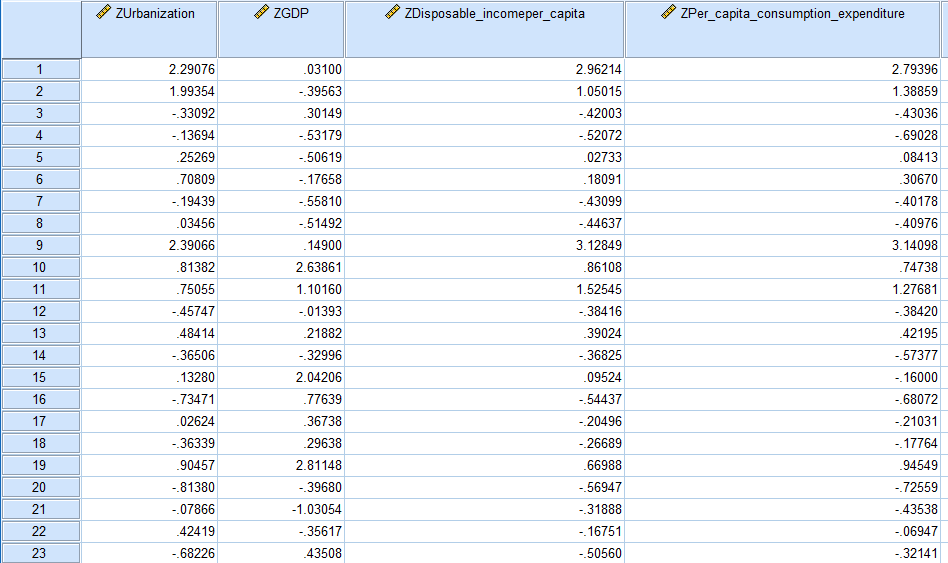 ZUrbanization ZGDP ZDisposable_incomeper_capita ZPer_capita_consumption_expenditure
1 2.29076 .03100 2.96214 2.79396
2 1.99354 -.39563 1.05015 1.38859
3 -.33092 .30149 -.42003 -.43036
4 -.13694 -.53179 -.52072 -.69028
5 .25269 -.50619 .02733 .08413
6 .70809 -.17658 .18091 .30670
7 -.19439 -.55810 -.43099 -.40178
8 .03456 -.51492 -.44637 -.40976
9 2.39066 .14900 3.12849 3.14098
10 .81382 2.63861 .86108 .74738
11 .75055 1.10160 1.52545 1.27681
12 -.45747 -.01393 -.38416 -.38420
13 .48414 .21882 .39024 .42195
14 -.36506 -.32996 -.36825 -.57377
15 .13280 2.04206 .09524 -.16000
16 -.73471 .77639 -.54437 -.68072
17 .02624 .36738 -.20496 -.21031
18 -.36339 .29638 -.26689 -.17764
19 .90457 2.81148 .66988 .94549
20 -.81380 -.39680 -.56947 -.72559
21 -.07866 -1.03054 -.31888 -.43538
22 .42419 -.35617 -.16751 -.06947
23 -.68226 .43508 -.50560 -.32141